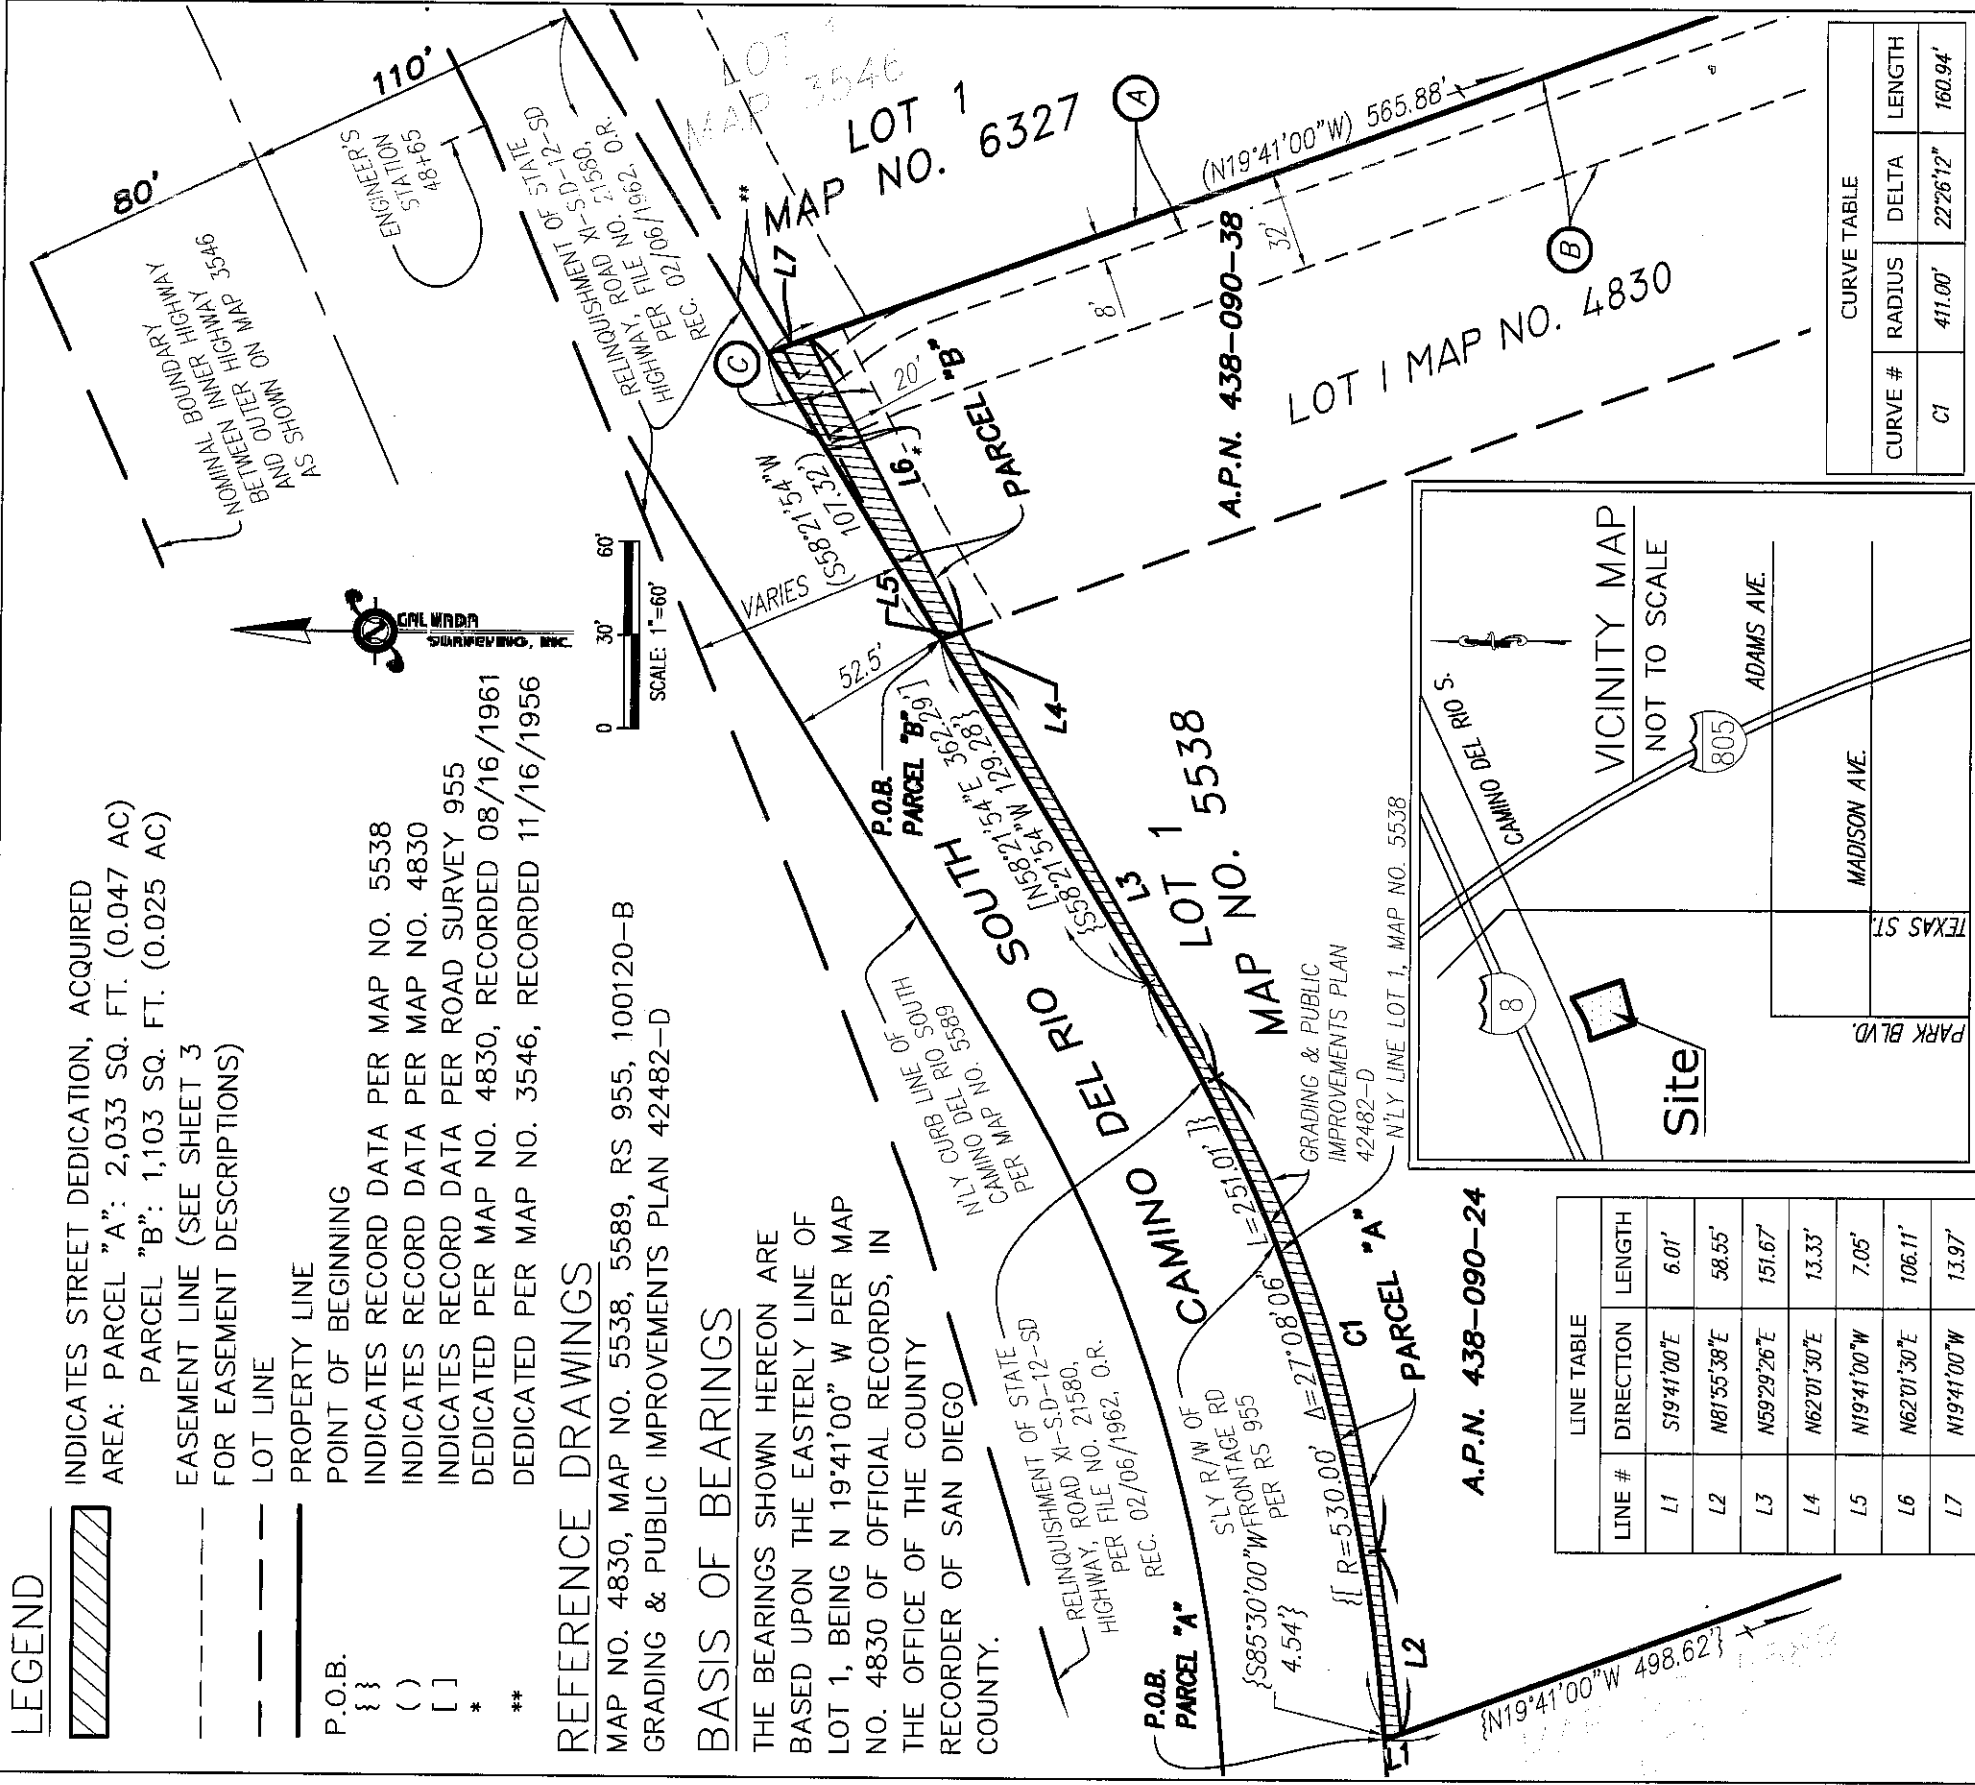 LEGEND
INDICATES STREET DEDICATION, ACQUIRED
AREA: PARCEL "A": 2,033 SQ. FT. (0.047 AC)
PARCEL "B": 1,103 SQ. FT. (0.025 AC)
EASEMENT LINE (SEE SHEET 3
FOR EASEMENT DESCRIPTIONS)
LOT LINE
PROPERTY LINE
P.O.B. POINT OF BEGINNING
{ } INDICATES RECORD DATA PER MAP NO. 5538
( ) INDICATES RECORD DATA PER MAP NO. 4830
[ ] INDICATES RECORD DATA PER ROAD SURVEY 955
* DEDICATED PER MAP NO. 4830, RECORDED 08/16/1961
** DEDICATED PER MAP NO. 3546, RECORDED 11/16/1956
REFERENCE DRAWINGS
MAP NO. 4830, MAP NO. 5538, 5589, RS 955, 100120-B
GRADING & PUBLIC IMPROVEMENTS PLAN 42482-D
BASIS OF BEARINGS
THE BEARINGS SHOWN HEREON ARE
BASED UPON THE EASTERLY LINE OF
LOT 1, BEING N 19°41'00" W PER MAP
NO. 4830 OF OFFICIAL RECORDS, IN
THE OFFICE OF THE COUNTY
RECORDER OF SAN DIEGO
COUNTY.
SURVEYING, INC.
0 30' 60'
SCALE: 1"=60'
80'
110'
NOMINAL BOUNDARY
BETWEEN INNER HIGHWAY
AND OUTER HIGHWAY
AS SHOWN ON MAP 3546
ENGINEER'S
STATION
48+65
RELINQUISHMENT OF STATE
HIGHWAY, ROAD XI-S.D-12-SD
PER FILE NO. 21580,
REC. 02/06/1962, O.R.
LOT 1
MAP 3546
LOT 1
MAP NO. 6327
**
L7
A
B
C
(N19°41'00"W) 565.88'
32'
8'
20'
A.P.N. 438-090-38
LOT 1 MAP NO. 4830
PARCEL "B"
L6
*
(S58°21'54"W
107.32')
L5
VARIES
52.5'
P.O.B.
PARCEL "B"
L4
[N58°21'54"E 362.29']
{S58°21'54"W 129.28'}
L3
LOT 1
MAP NO. 5538
CAMINO DEL RIO SOUTH
N'LY CURB LINE OF
CAMINO DEL RIO SOUTH
PER MAP NO. 5589
GRADING & PUBLIC
IMPROVEMENTS PLAN
42482-D
N'LY LINE LOT 1, MAP NO. 5538
RELINQUISHMENT OF STATE
HIGHWAY, ROAD XI-S.D-12-SD
PER FILE NO. 21580,
REC. 02/06/1962, O.R.
S'LY R/W OF
FRONTAGE RD
PER RS 955
{[ R=530.00' Δ=27°08'06" L=251.01' ]}
C1
PARCEL "A"
A.P.N. 438-090-24
P.O.B.
PARCEL "A"
{S85°30'00"W
4.54'}
L2
L1
{N19°41'00"W 498.62'}
LINE TABLE
LINE # DIRECTION LENGTH
L1 S19°41'00"E 6.01'
L2 N81°55'38"E 58.55'
L3 N59°29'26"E 151.67'
L4 N62°01'30"E 13.33'
L5 N19°41'00"W 7.05'
L6 N62°01'30"E 106.11'
L7 N19°41'00"W 13.97'
VICINITY MAP
NOT TO SCALE
CAMINO DEL RIO S.
8
805
ADAMS AVE.
MADISON AVE.
TEXAS ST.
PARK BLVD.
Site
CURVE TABLE
CURVE # RADIUS DELTA LENGTH
C1 411.00' 22°26'12" 160.94'